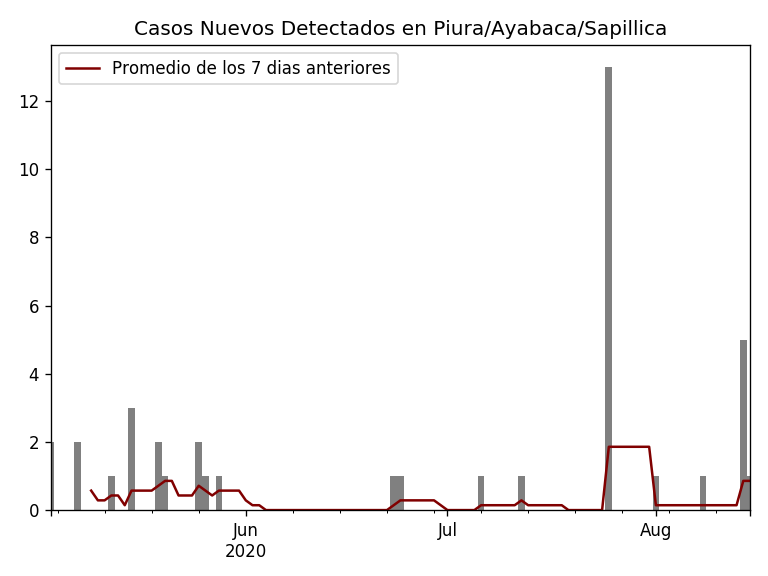 Casos Nuevos Detectados en Piura/Ayabaca/Sapillica
Promedio de los 7 dias anteriores
12
10
8
6
4
2
0
Jun
2020
Jul
Aug